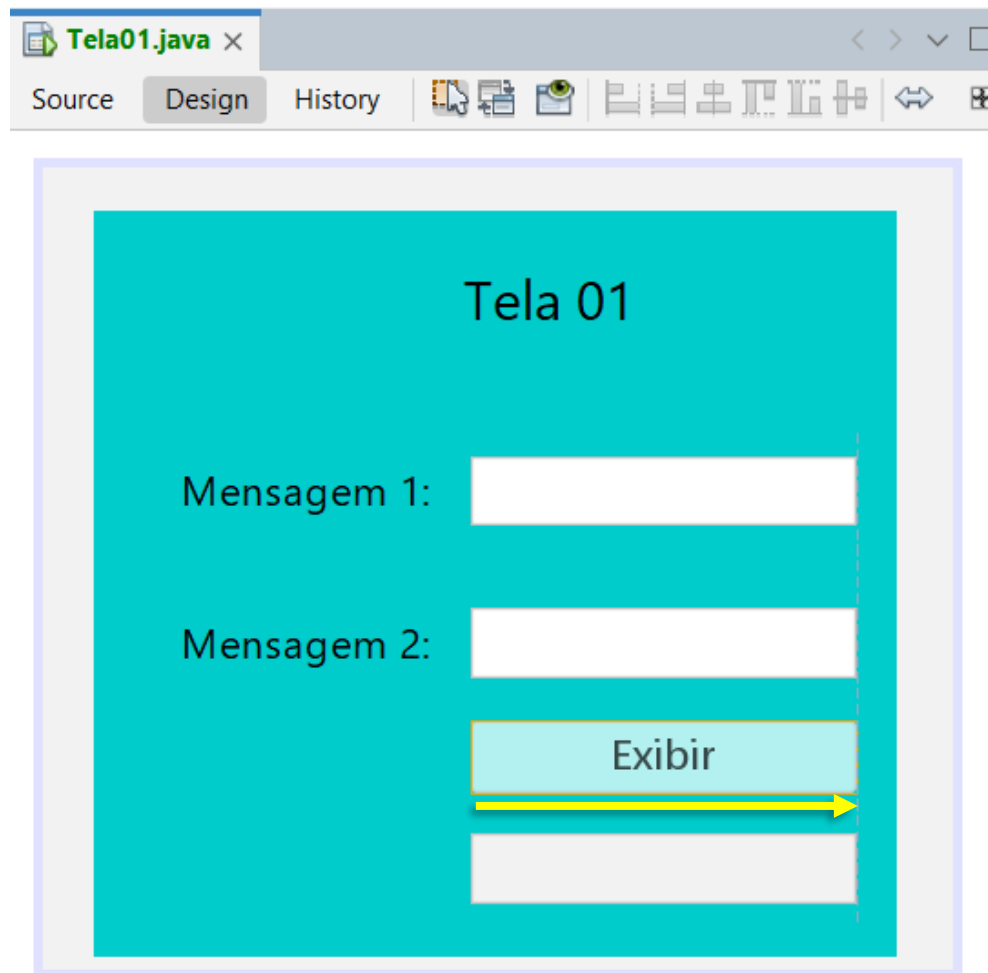 Tela01.java
Source Design History
Tela 01
Mensagem 1:
Mensagem 2:
Exibir